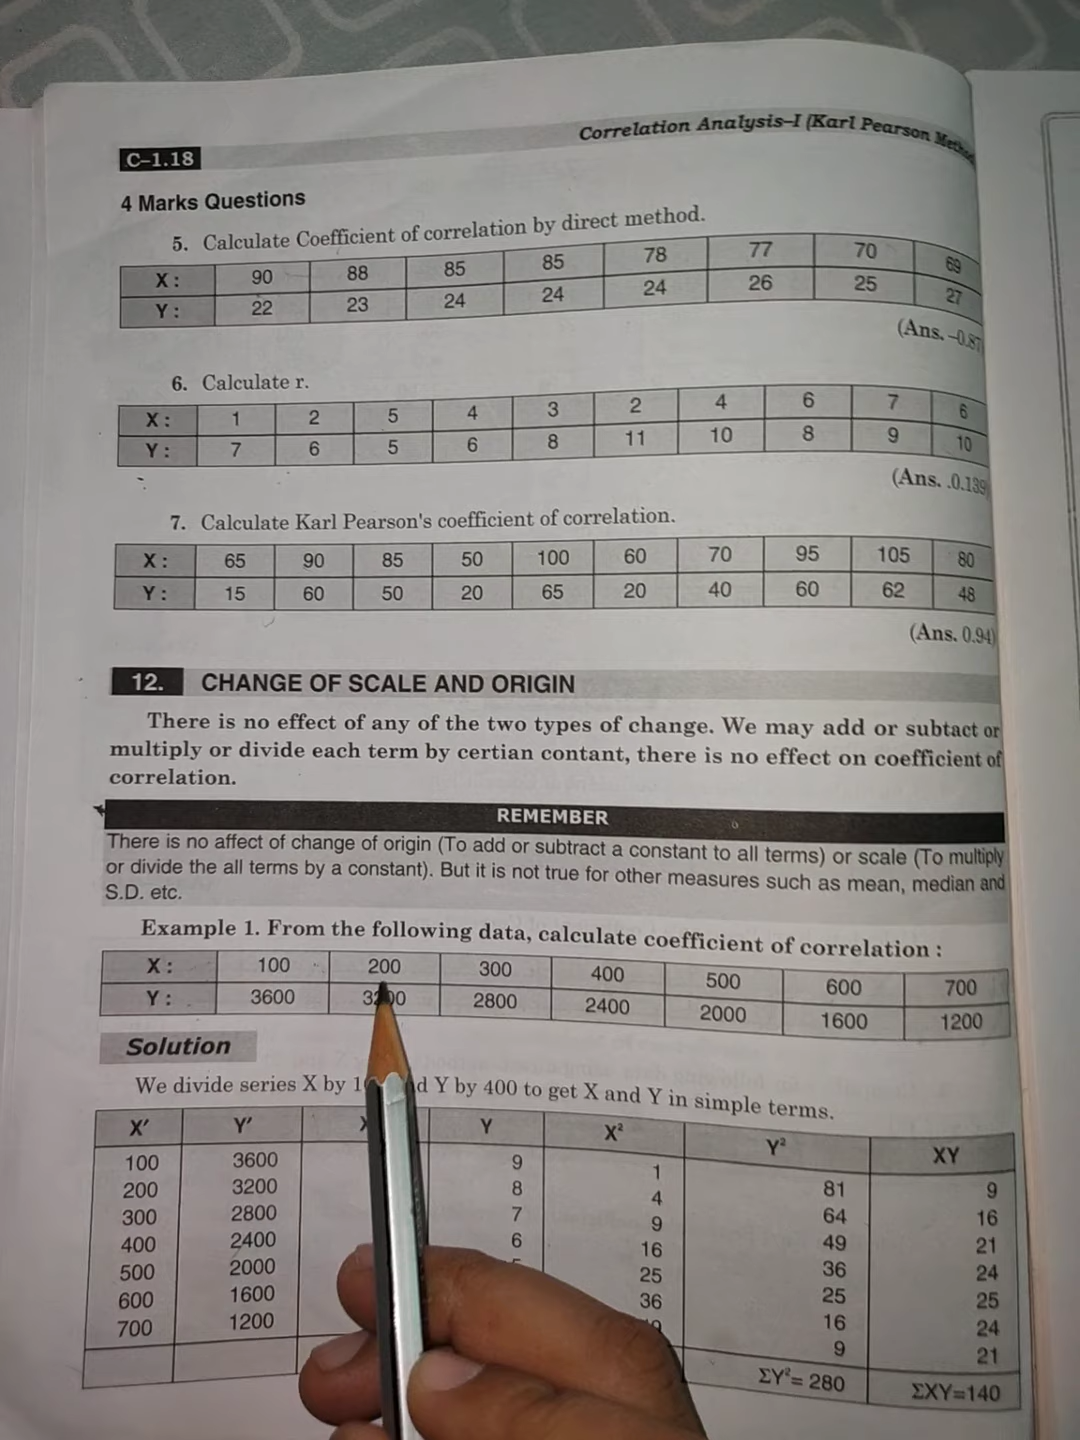 Correlation Analysis–I (Karl Pearson
C–1.18
4 Marks Questions
5. Calculate Coefficient of correlation by direct method.
X : 90 88 85 85 78 77 70 69
Y : 22 23 24 24 24 26 25 27
(Ans. –0.87
6. Calculate r.
X : 1 2 5 4 3 2 4 6 7 6
Y : 7 6 5 6 8 11 10 8 9 10
(Ans. .0.139
7. Calculate Karl Pearson's coefficient of correlation.
X : 65 90 85 50 100 60 70 95 105 80
Y : 15 60 50 20 65 20 40 60 62 48
(Ans. 0.94)
12. CHANGE OF SCALE AND ORIGIN
There is no effect of any of the two types of change. We may add or subtact or
multiply or divide each term by certian contant, there is no effect on coefficient of
correlation.
REMEMBER
There is no affect of change of origin (To add or subtract a constant to all terms) or scale (To multiply
or divide the all terms by a constant). But it is not true for other measures such as mean, median and
S.D. etc.
Example 1. From the following data, calculate coefficient of correlation :
X : 100 200 300 400 500 600 700
Y : 3600 3200 2800 2400 2000 1600 1200
Solution
We divide series X by Y by 400 to get X and Y in simple terms.
X′ Y′ Y X² Y² XY
100 3600 9 1 81 9
200 3200 8 4 64 16
300 2800 7 9 49 21
400 2400 6 16 36 24
500 2000 25 25 25
600 1600 36 16 24
700 1200 9 21
ΣY²= 280 ΣXY=140